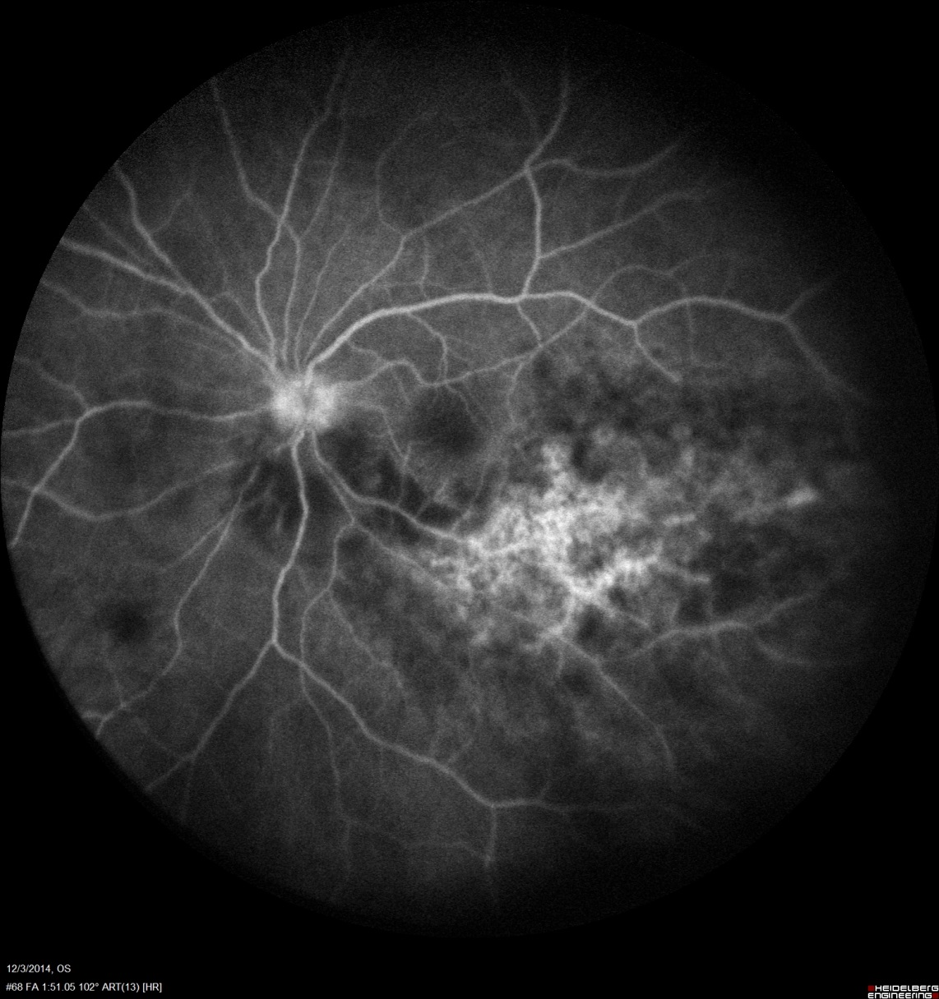 12/3/2014, OS
#68 FA 1:51.05 102° ART(13) [HR]
HEIDELBERG
ENGINEERING